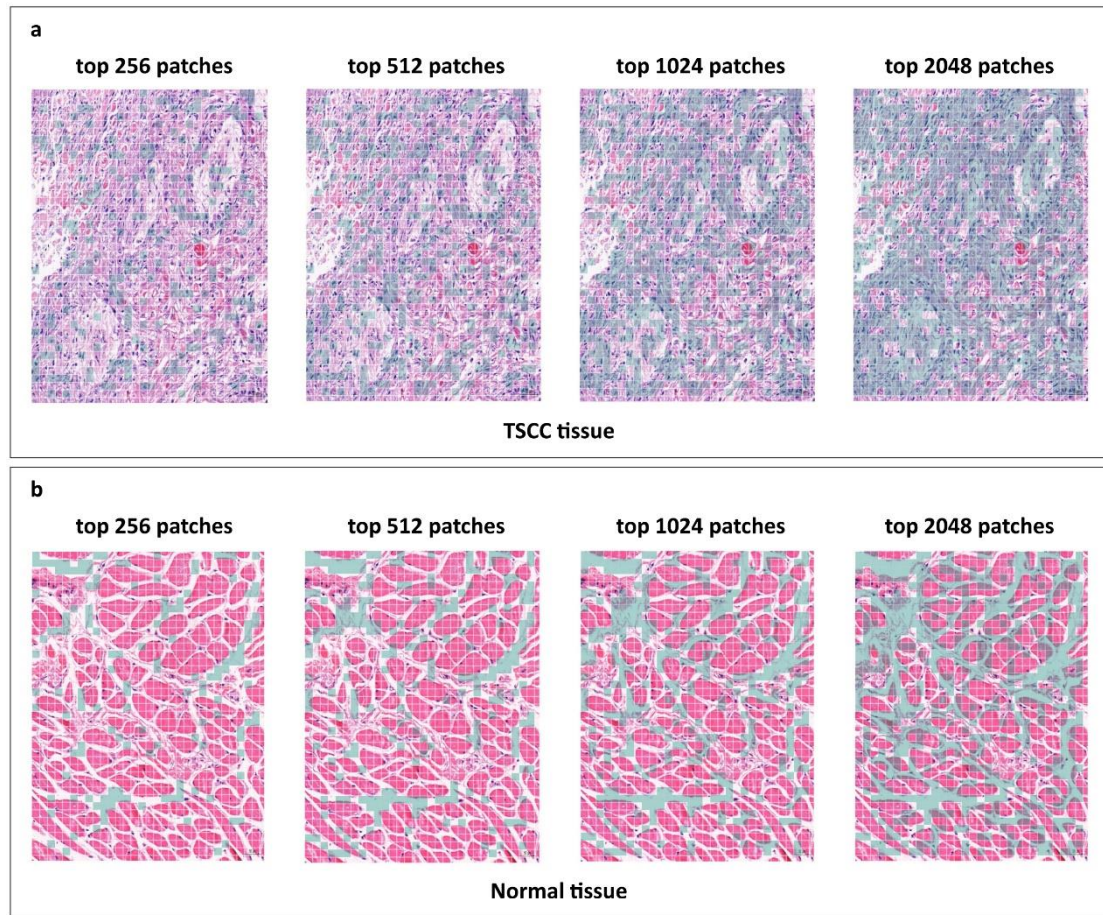 a
top 256 patches top 512 patches top 1024 patches top 2048 patches
TSCC tissue
b
top 256 patches top 512 patches top 1024 patches top 2048 patches
Normal tissue